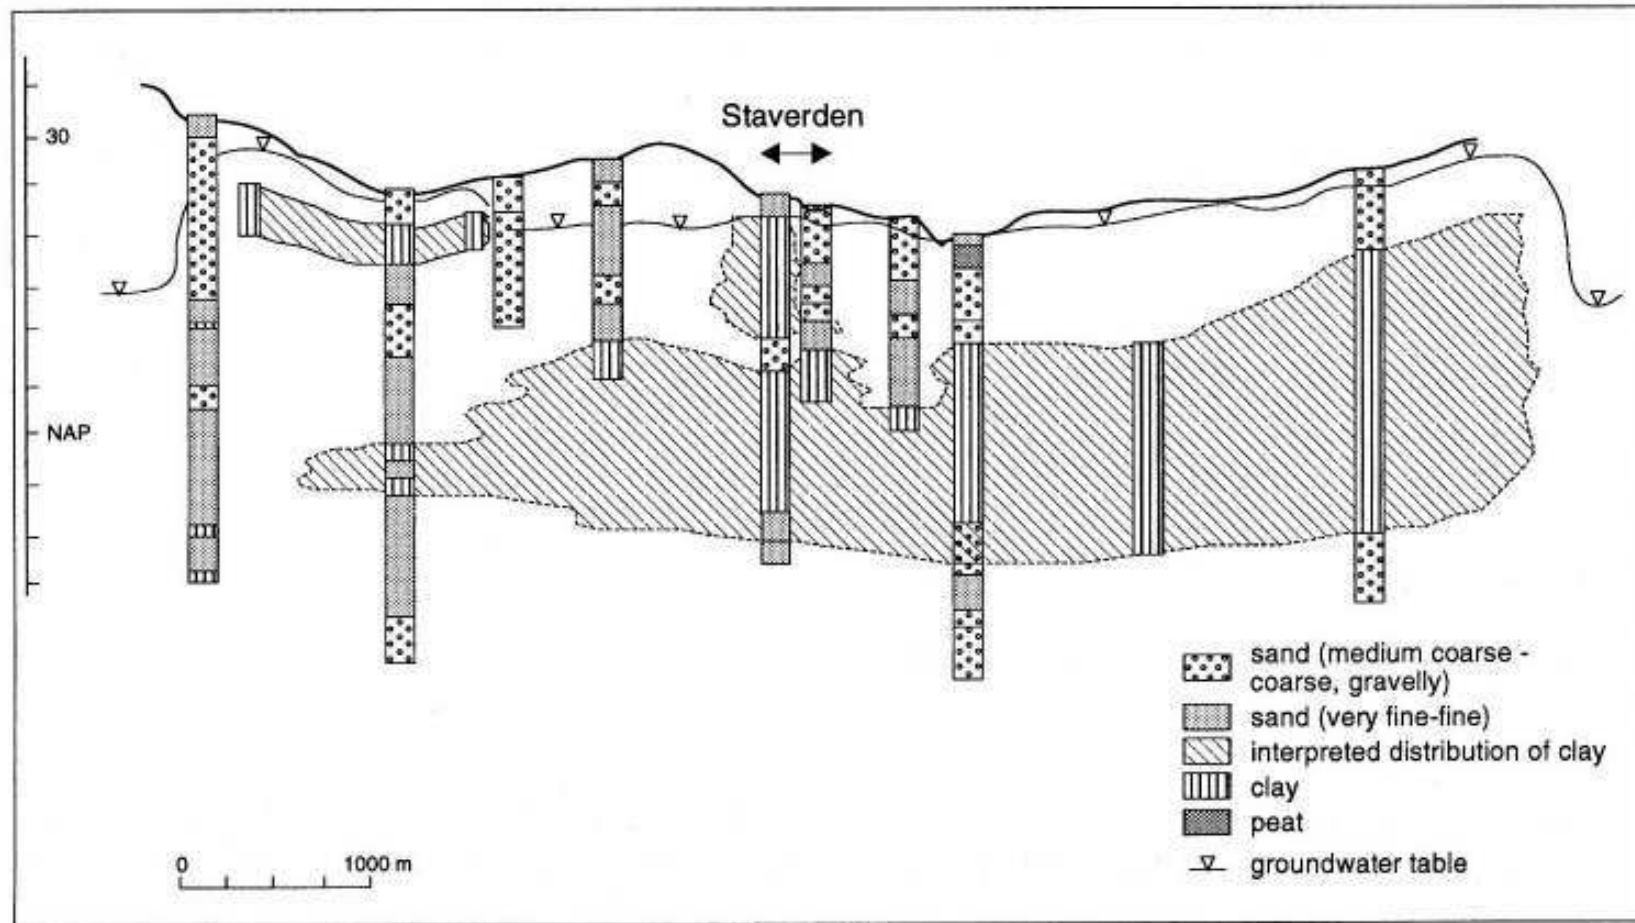 Staverden
30
NAP
sand (medium coarse -
coarse, gravelly)
sand (very fine-fine)
interpreted distribution of clay
clay
peat
groundwater table
0 1000 m